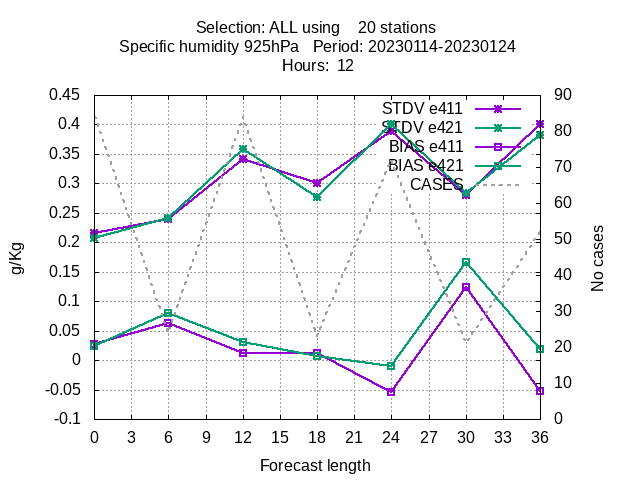 Selection: ALL using    20 stations
Specific humidity 925hPa   Period: 20230114-20230124
Hours:  12
0.45
0.4
0.35
0.3
0.25
0.2
0.15
0.1
0.05
0
-0.05
-0.1
g/Kg
STDV e411
STDV e421
BIAS e411
BIAS e421
CASES
90
80
70
60
50
40
30
20
10
0
No cases
0 3 6 9 12 15 18 21 24 27 30 33 36
Forecast length